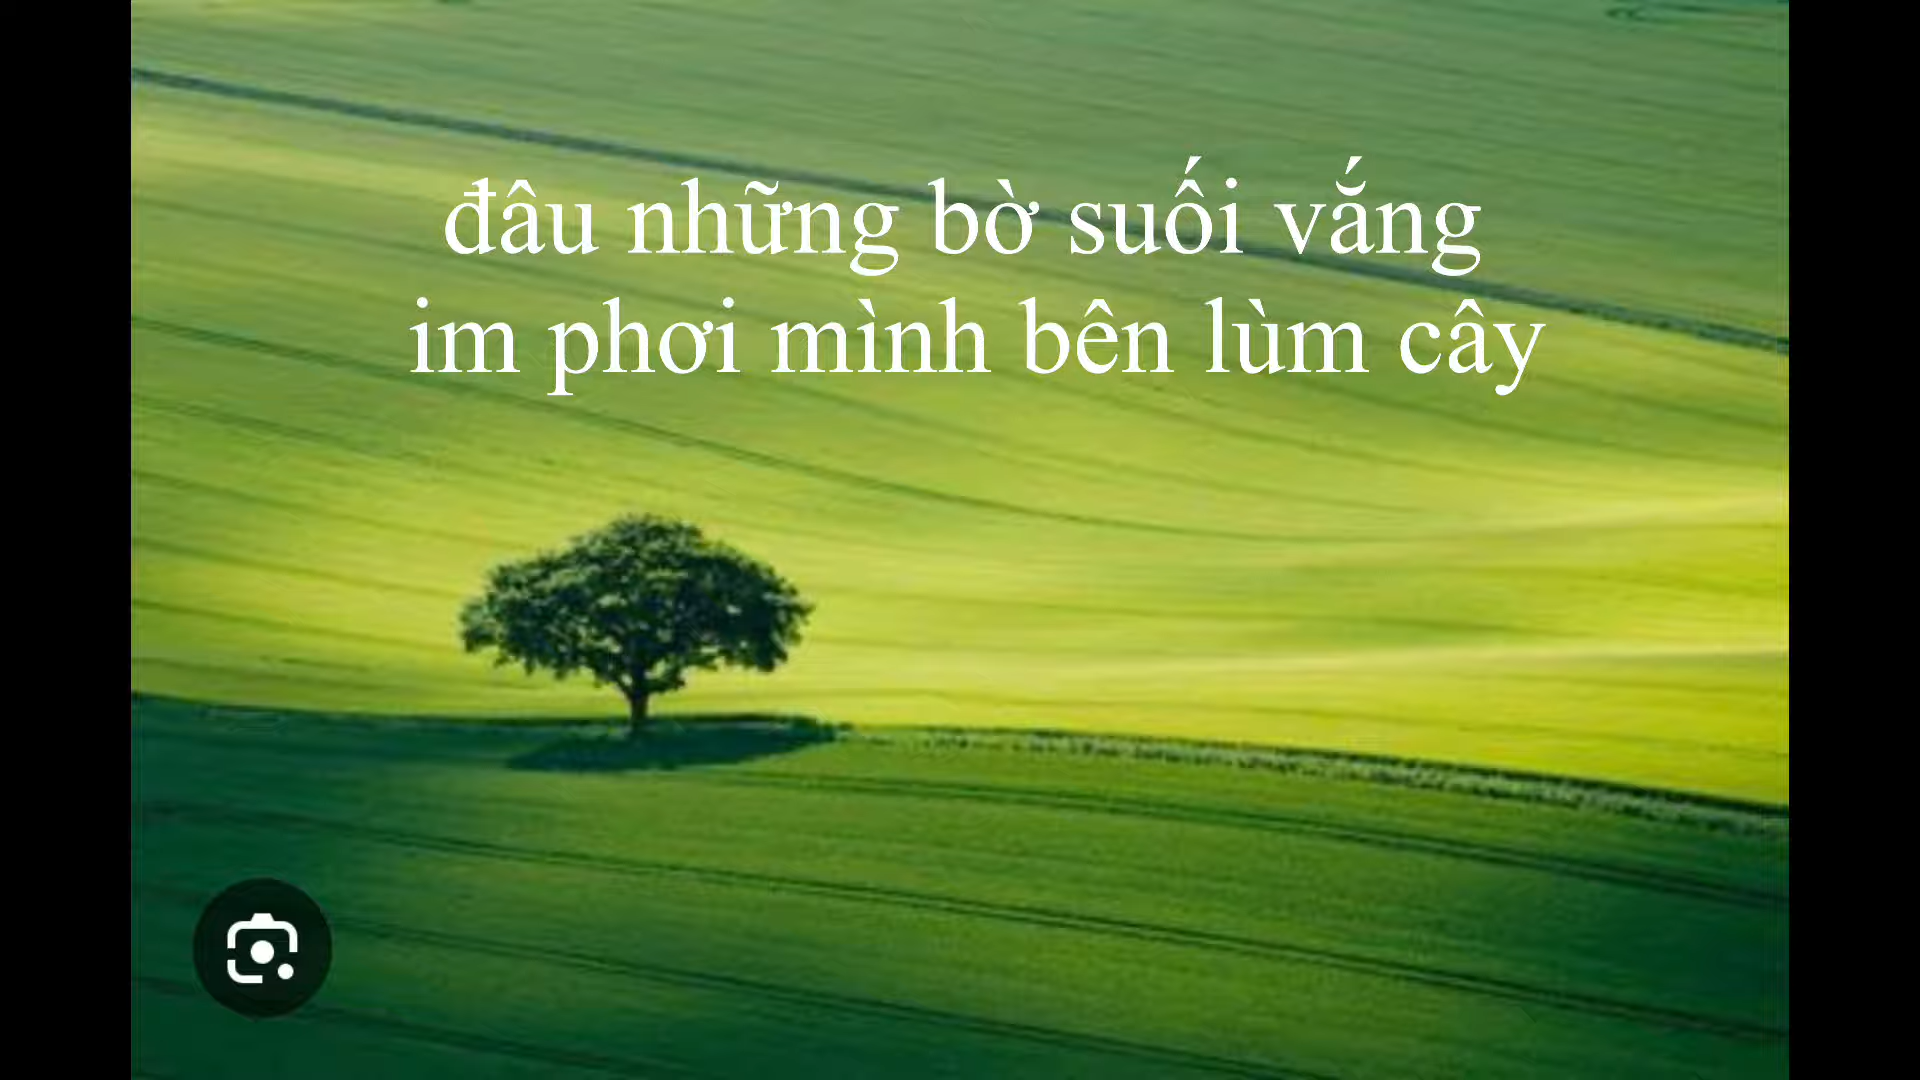 đâu những bờ suối vắng
im phơi mình bên lùm cây